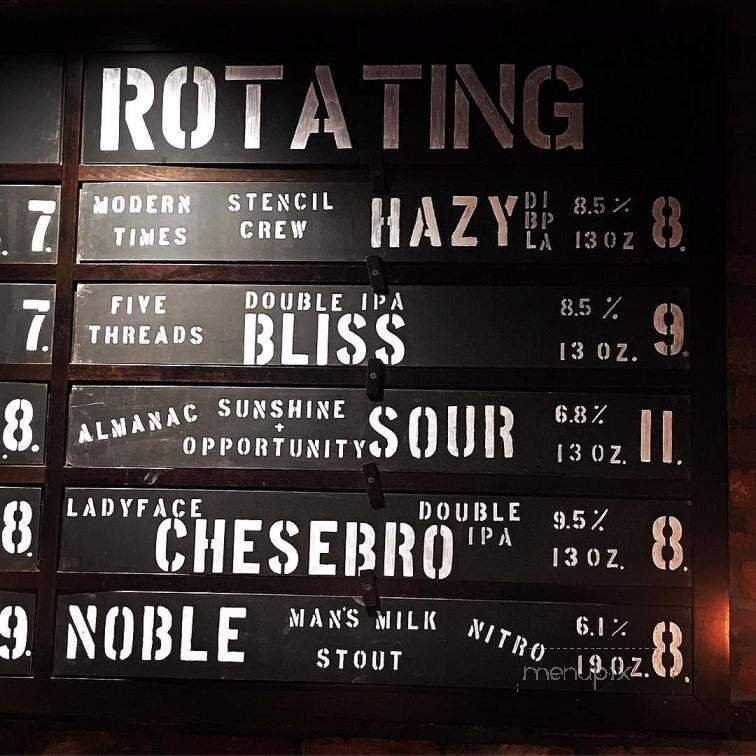 ROTATING
7.
MODERN TIMES STENCIL CREW HAZY DI BP LA 8.5% 13 OZ 8.
7.
FIVE THREADS DOUBLE IPA BLISS 8.5% 13 OZ. 9.
8.
ALMANAC SUNSHINE + OPPORTUNITY SOUR 6.8% 13 OZ. 11.
8.
LADYFACE CHESEBRO DOUBLE IPA 9.5% 13 OZ. 8.
9.
NOBLE MAN'S MILK STOUT NITRO 6.1% 19 OZ. 8.
menupix